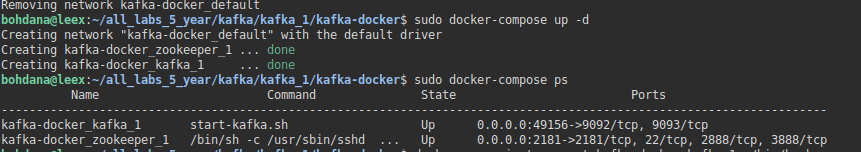 Removing network kafka-docker_default
bohdana@leex:~/all_labs_5_year/kafka/kafka_1/kafka-docker$ sudo docker-compose up -d
Creating network "kafka-docker_default" with the default driver
Creating kafka-docker_zookeeper_1 ... done
Creating kafka-docker_kafka_1     ... done
bohdana@leex:~/all_labs_5_year/kafka/kafka_1/kafka-docker$ sudo docker-compose ps
Name Command State Ports
-----------------------------------------------------------------------------------------------------------
kafka-docker_kafka_1 start-kafka.sh Up 0.0.0.0:49156->9092/tcp, 9093/tcp
kafka-docker_zookeeper_1 /bin/sh -c /usr/sbin/sshd ... Up 0.0.0.0:2181->2181/tcp, 22/tcp, 2888/tcp, 3888/tcp